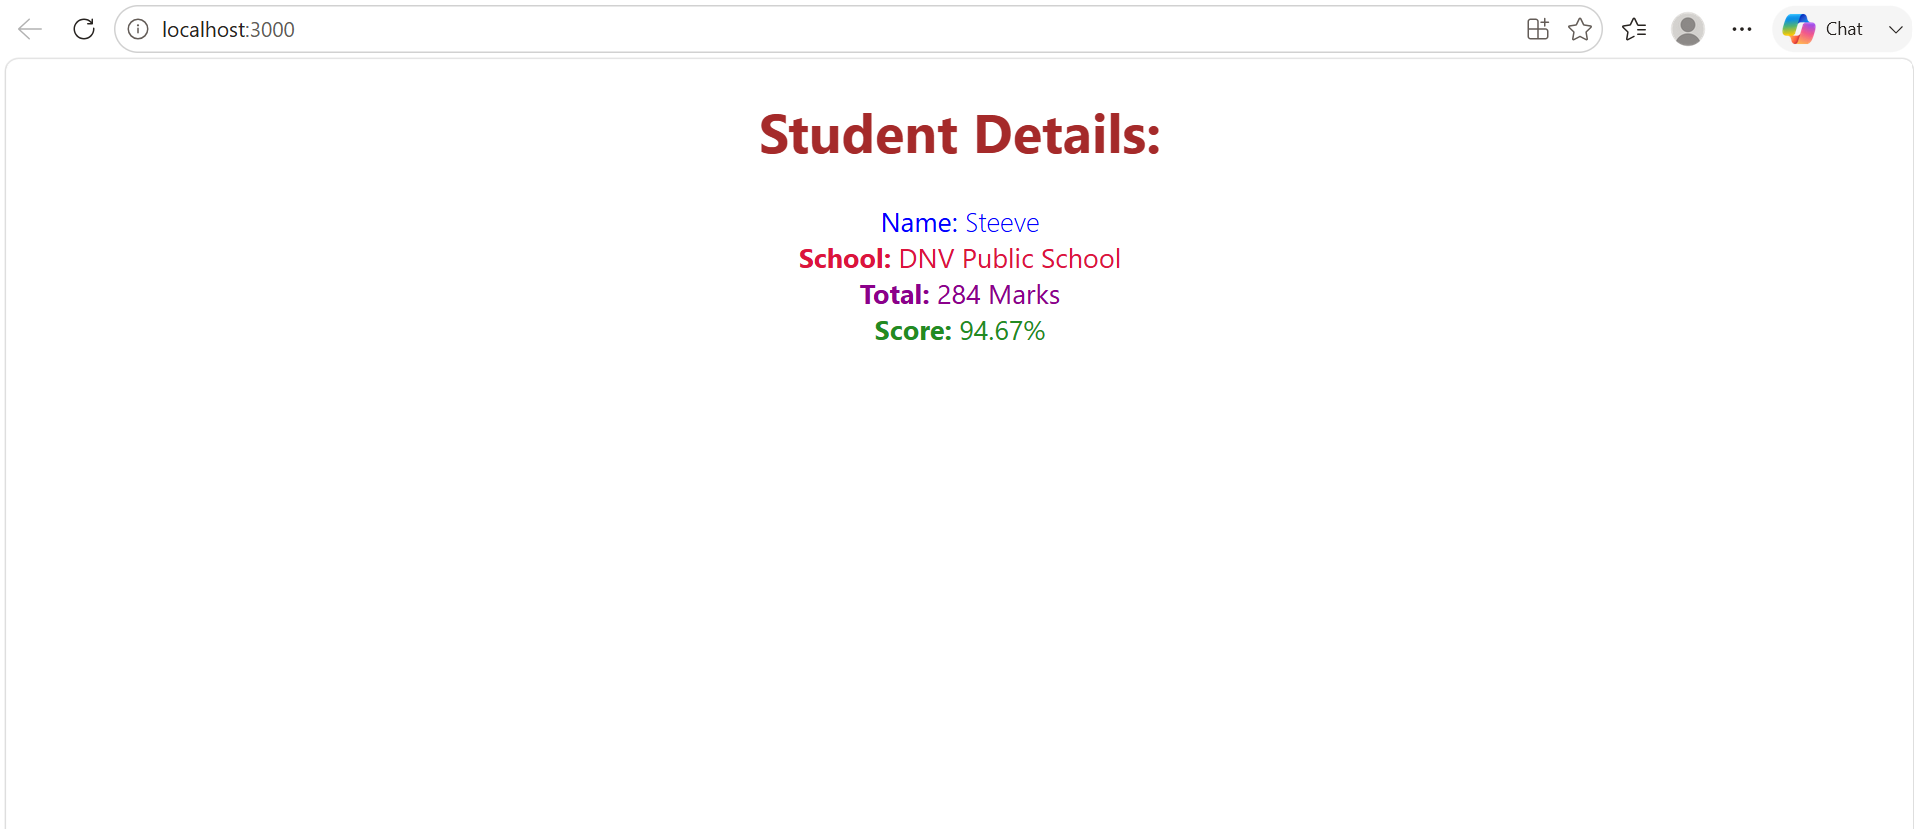 localhost:3000
Chat
Student Details:
Name: Steeve
School: DNV Public School
Total: 284 Marks
Score: 94.67%